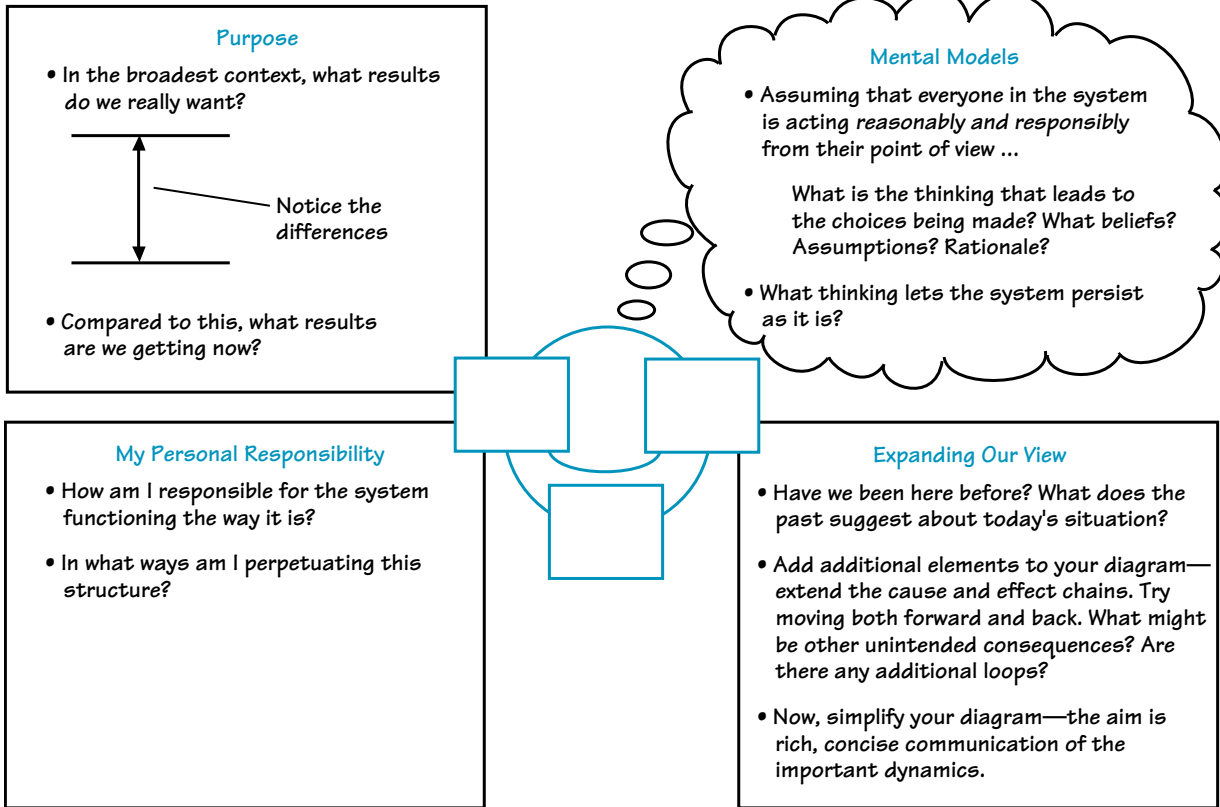 Purpose
• In the broadest context, what results
do we really want?
Notice the
differences
• Compared to this, what results
are we getting now?
Mental Models
• Assuming that everyone in the system
is acting reasonably and responsibly
from their point of view ...
What is the thinking that leads to
the choices being made? What beliefs?
Assumptions? Rationale?
• What thinking lets the system persist
as it is?
My Personal Responsibility
• How am I responsible for the system
functioning the way it is?
• In what ways am I perpetuating this
structure?
Expanding Our View
• Have we been here before? What does the
past suggest about today's situation?
• Add additional elements to your diagram—
extend the cause and effect chains. Try
moving both forward and back. What might
be other unintended consequences? Are
there any additional loops?
• Now, simplify your diagram—the aim is
rich, concise communication of the
important dynamics.